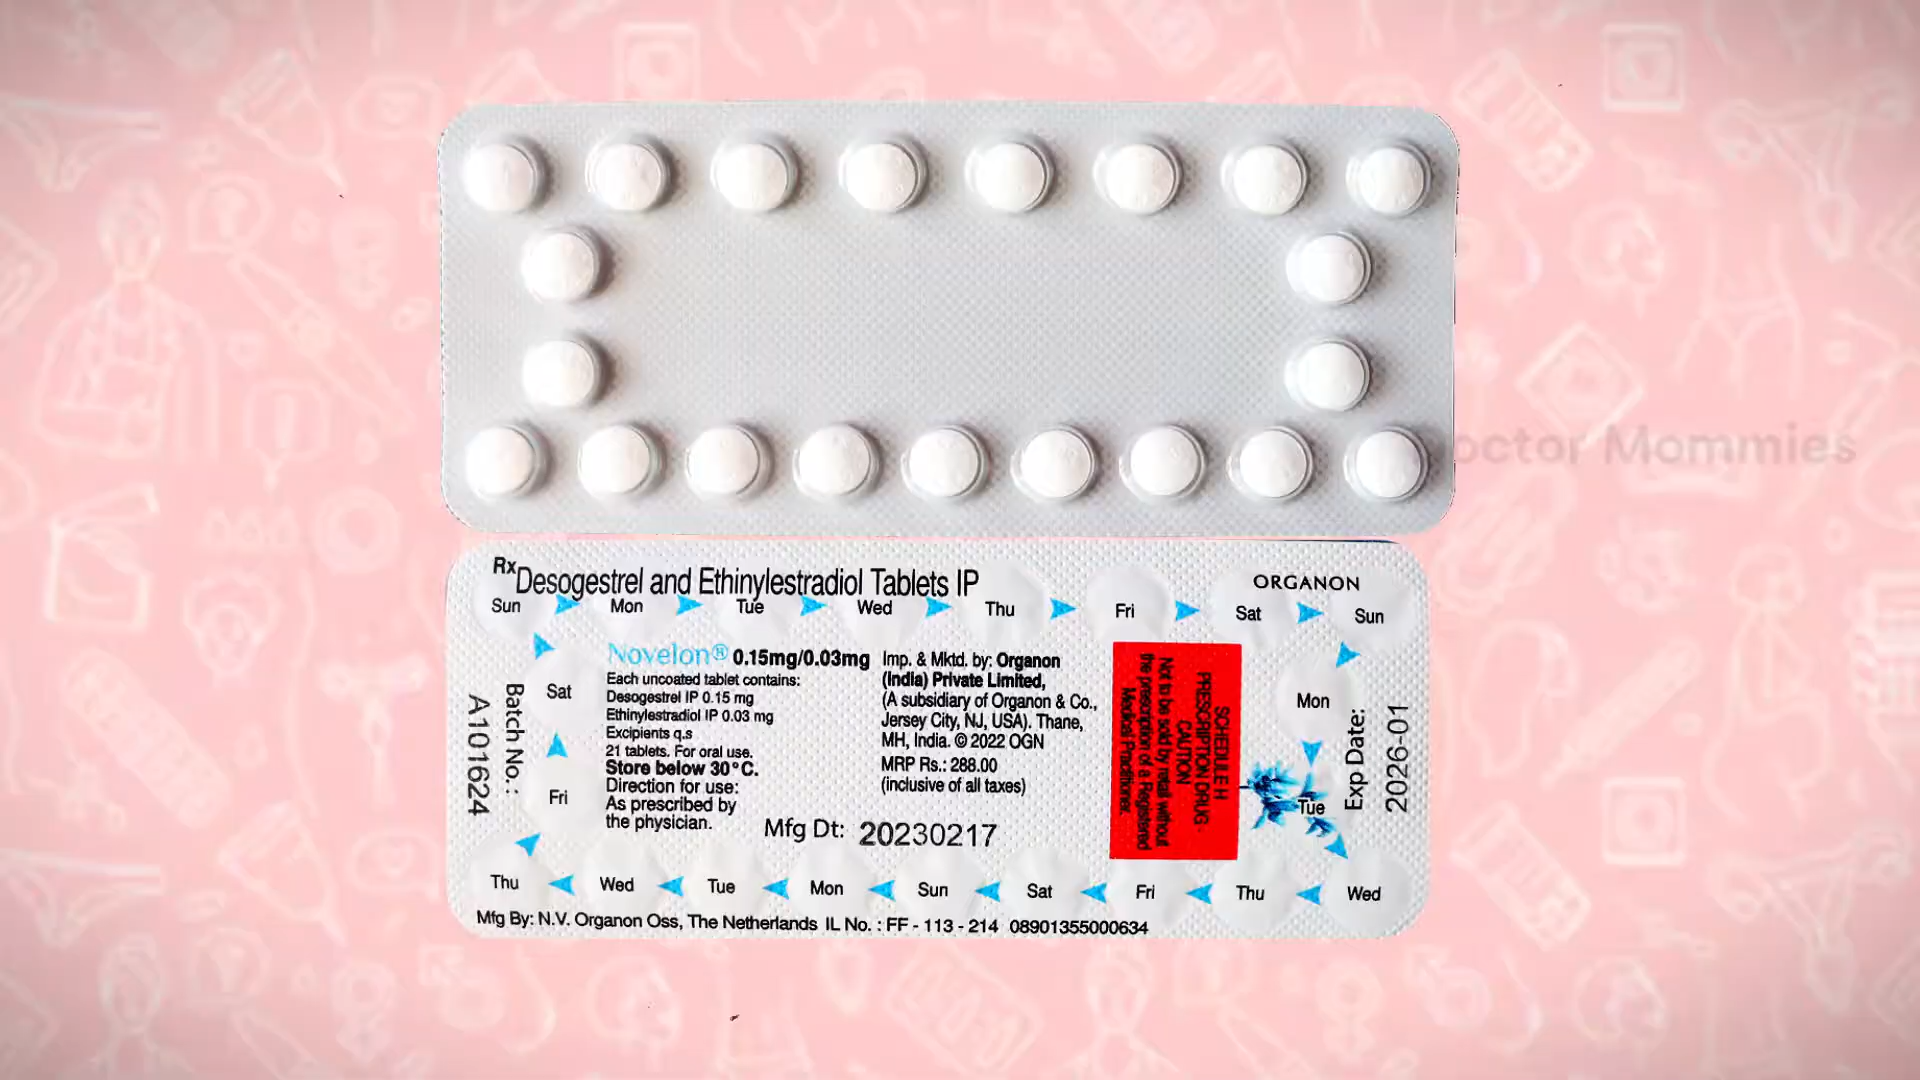 Doctor Mommies
Rx Desogestrel and Ethinylestradiol Tablets IP
ORGANON
Sun Mon Tue Wed Thu Fri Sat Sun
Novelon® 0.15mg/0.03mg
Each uncoated tablet contains:
Desogestrel IP 0.15 mg
Ethinylestradiol IP 0.03 mg
Excipients q.s
21 tablets. For oral use.
Store below 30°C.
Direction for use:
As prescribed by
the physician.
Imp. & Mktd. by: Organon
(India) Private Limited,
(A subsidiary of Organon & Co.,
Jersey City, NJ, USA). Thane,
MH, India. © 2022 OGN
MRP Rs.: 288.00
(inclusive of all taxes)
Mfg Dt: 20230217
SCHEDULE H
PRESCRIPTION DRUG -
CAUTION
Not to be sold by retail without
the prescription of a Registered
Medical Practitioner.
Sat
Fri
Batch No.:
A101624
Mon
Tue
Exp Date:
2026-01
Thu Wed Tue Mon Sun Sat Fri Thu Wed
Mfg By: N.V. Organon Oss, The Netherlands IL No. : FF - 113 - 214 08901355000634